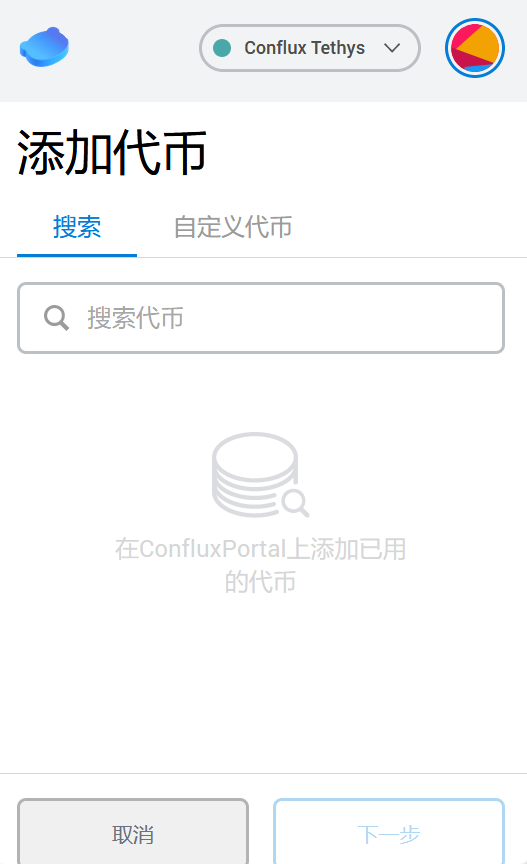 Conflux Tethys
添加代币
搜索
自定义代币
搜索代币
在ConfluxPortal上添加已用
的代币
取消
下一步